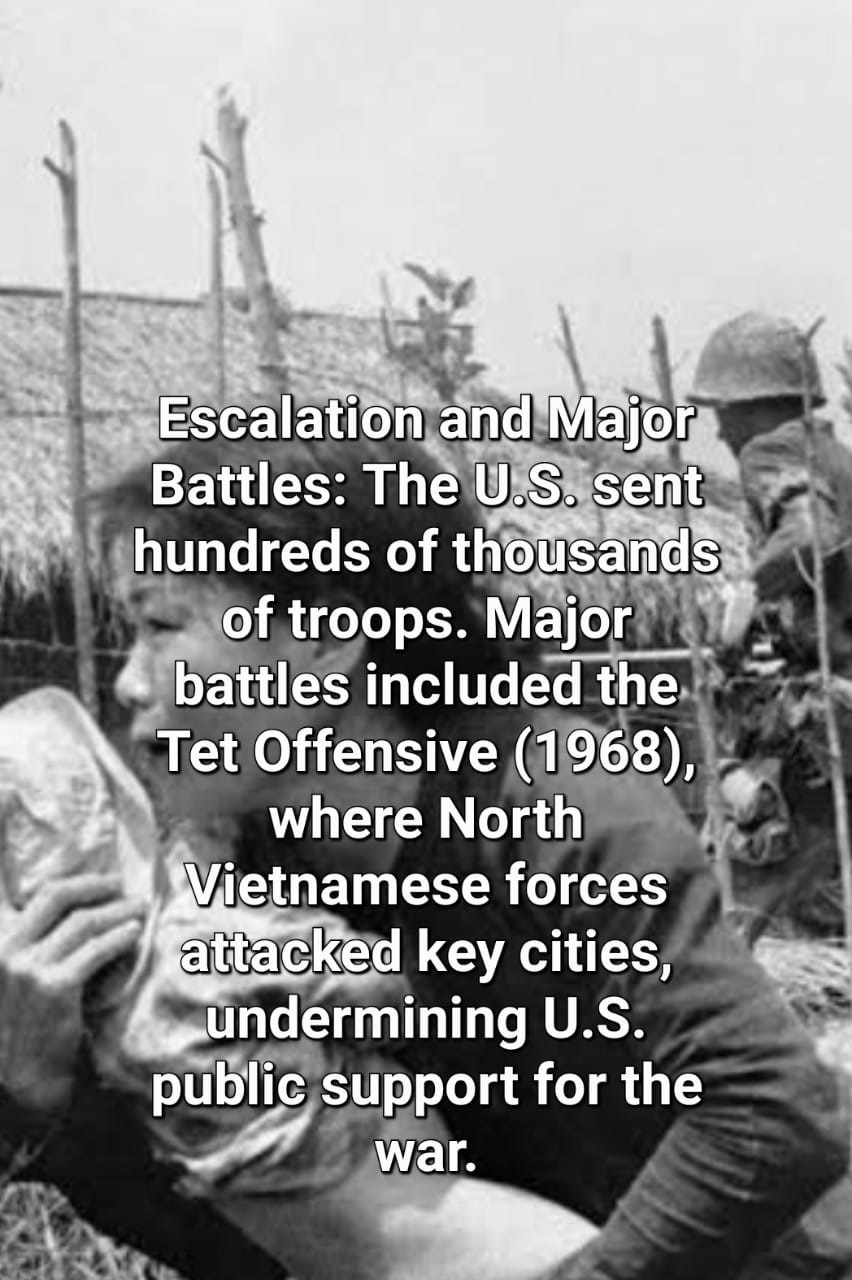 Escalation and Major
Battles: The U.S. sent
hundreds of thousands
of troops. Major
battles included the
Tet Offensive (1968),
where North
Vietnamese forces
attacked key cities,
undermining U.S.
public support for the
war.